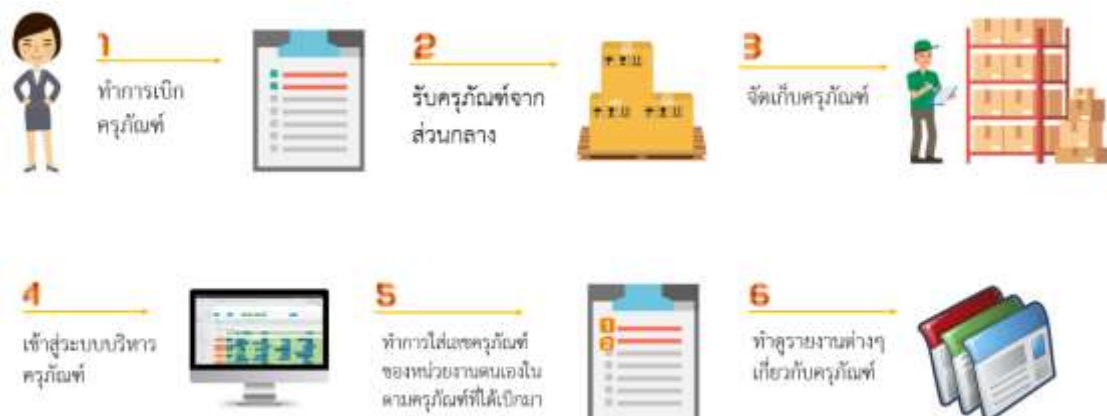 1
ทำการเบิก
ครุภัณฑ์
2
รับครุภัณฑ์จาก
ส่วนกลาง
3
จัดเก็บครุภัณฑ์
4
เข้าสู่ระบบบริหาร
ครุภัณฑ์
5
ทำการใส่เลขครุภัณฑ์
ของหน่วยงานตนเองใน
ตามครุภัณฑ์ที่ได้เบิกมา
1
2
6
ทำดูรายงานต่างๆ
เกี่ยวกับครุภัณฑ์